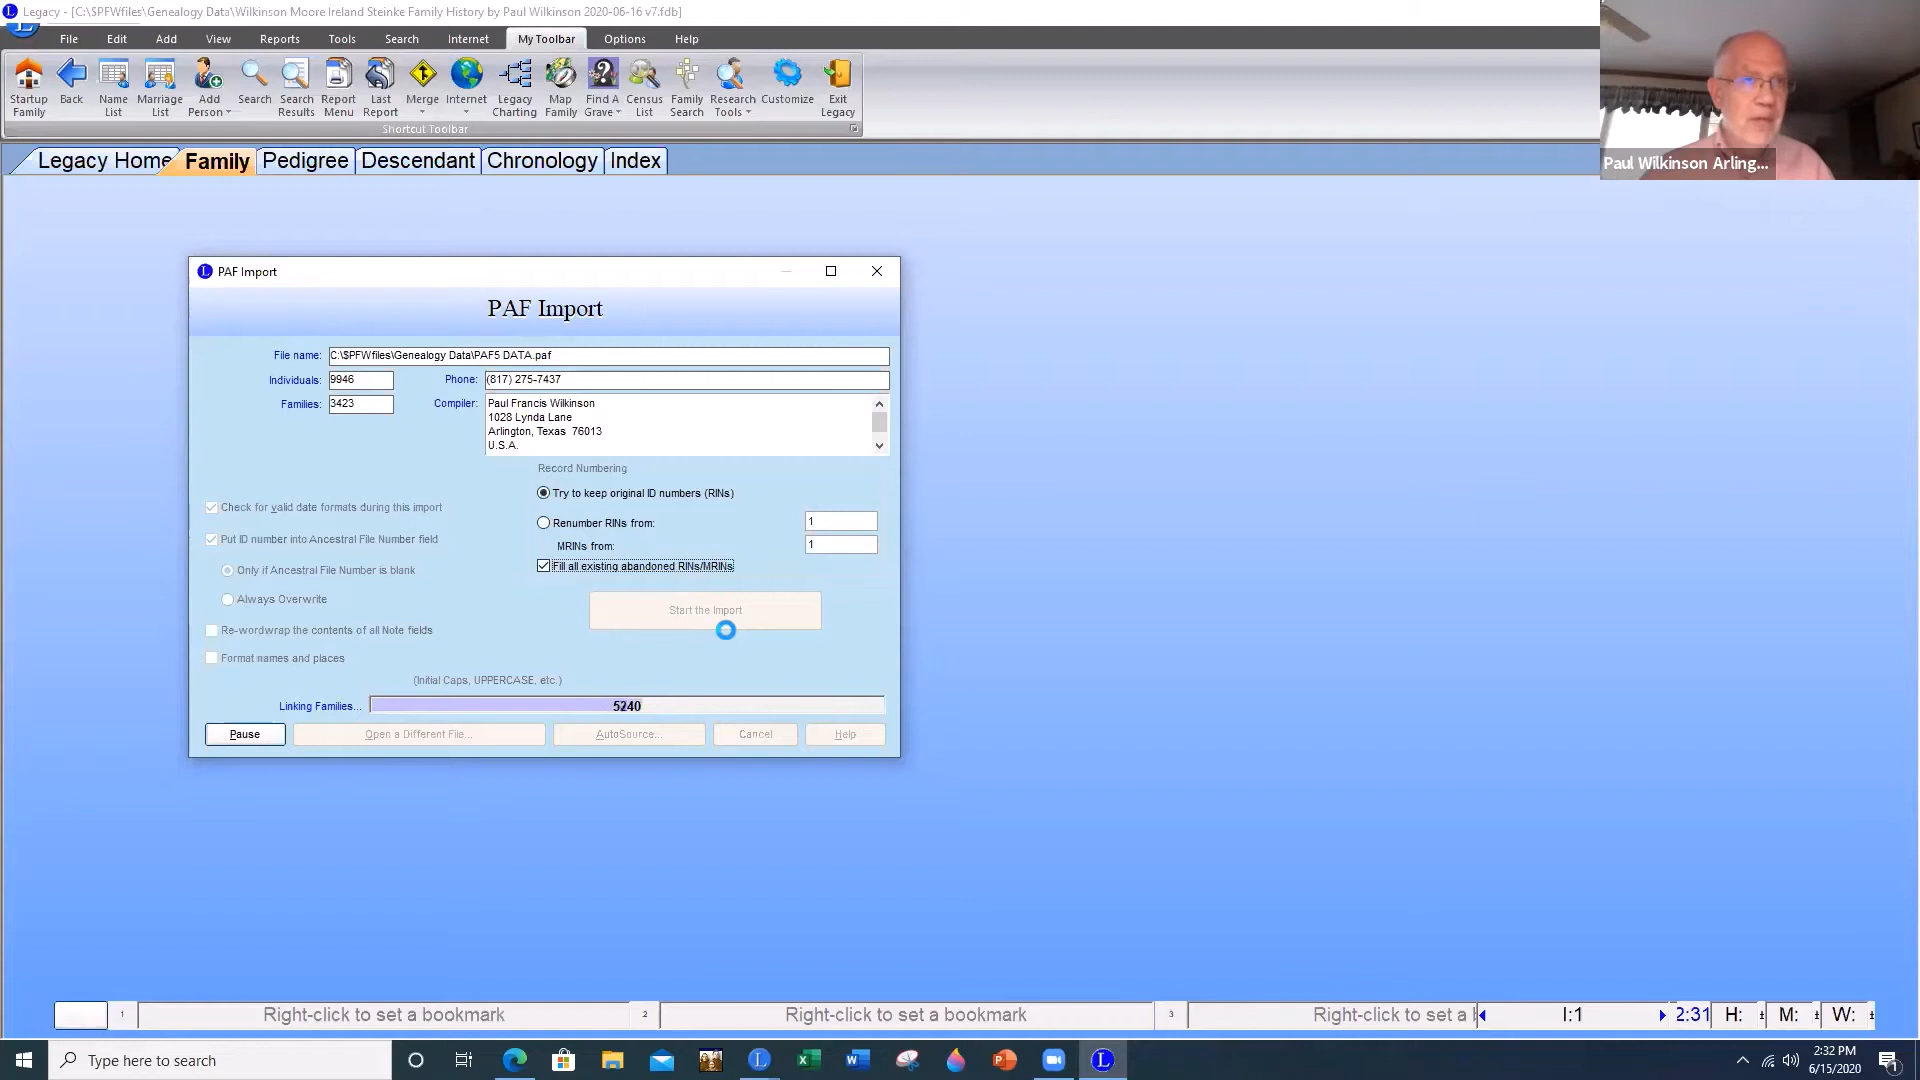 Legacy - [C:\$PFWfiles\Genealogy Data\Wilkinson Moore Ireland Steinke Family History by Paul Wilkinson 2020-06-16 v7.fdb]
File Edit Add View Reports Tools Search Internet My Toolbar Options Help
Startup Family Back Name List Marriage List Add Person Search Search Results Report Menu Last Report Merge Internet Legacy Charting Map Family Find A Grave Census List Family Search Research Tools Customize Exit Legacy
Shortcut Toolbar
Legacy Home Family Pedigree Descendant Chronology Index
Paul Wilkinson Arling...
PAF Import
PAF Import
File name: C:\$PFWfiles\Genealogy Data\PAF5 DATA.paf
Individuals: 9946 Phone: (817) 275-7437
Families: 3423 Compiler: Paul Francis Wilkinson
1028 Lynda Lane
Arlington, Texas 76013
U.S.A.
Record Numbering
Try to keep original ID numbers (RINs)
Check for valid date formats during this import
Renumber RINs from: 1
Put ID number into Ancestral File Number field
MRINs from: 1
Fill all existing abandoned RINs/MRINs
Only if Ancestral File Number is blank
Always Overwrite
Start the Import
Re-wordwrap the contents of all Note fields
Format names and places
(Initial Caps, UPPERCASE, etc.)
Linking Families... 5240
Pause Open a Different File... AutoSource... Cancel Help
1 Right-click to set a bookmark 2 Right-click to set a bookmark 3 Right-click to set a I:1 2:31 H: M: W:
Type here to search
2:32 PM
6/15/2020
1